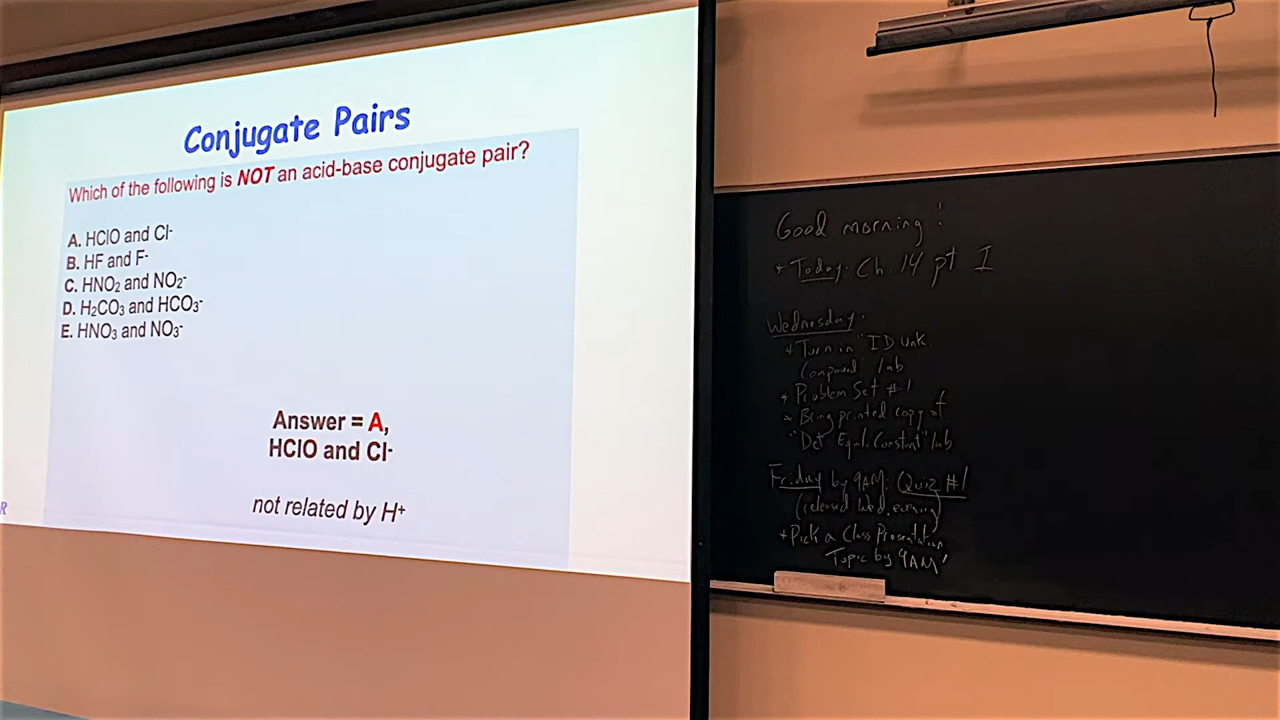 Conjugate Pairs
Which of the following is NOT an acid-base conjugate pair?
A. HClO and Cl-
B. HF and F-
C. HNO₂ and NO₂-
D. H₂CO₃ and HCO₃-
E. HNO₃ and NO₃-
Answer = A,
HClO and Cl-
not related by H+
R
Good morning!
* Today: Ch. 14 pt I
Wednesday:
* Turn in "ID Unk
Compound" lab
* Problem Set #1
* Bring printed copy of
"Det Equil. Constant" lab
Friday by 9AM: Quiz #1
(released Wed. evening)
* Pick a Class Presentation
Topic by 9AM